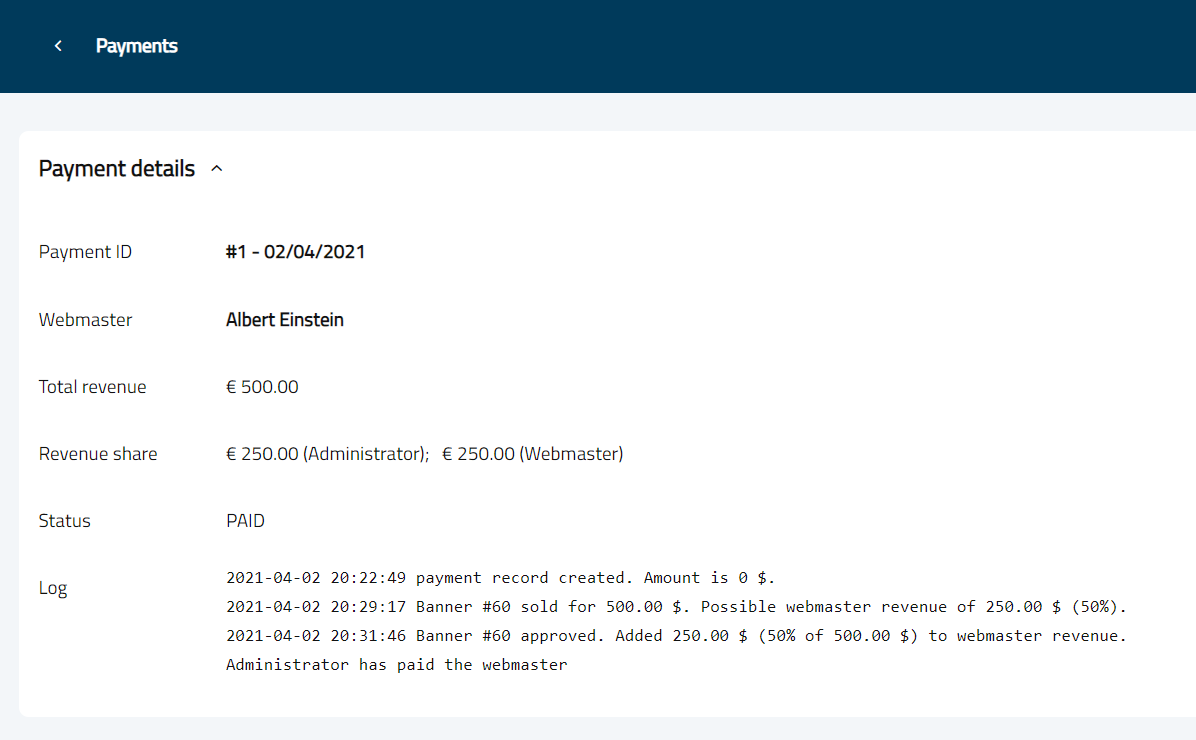 Payments
Payment details
Payment ID #1 - 02/04/2021
Webmaster Albert Einstein
Total revenue € 500.00
Revenue share € 250.00 (Administrator); € 250.00 (Webmaster)
Status PAID
Log 2021-04-02 20:22:49 payment record created. Amount is 0 $.
2021-04-02 20:29:17 Banner #60 sold for 500.00 $. Possible webmaster revenue of 250.00 $ (50%).
2021-04-02 20:31:46 Banner #60 approved. Added 250.00 $ (50% of 500.00 $) to webmaster revenue.
Administrator has paid the webmaster